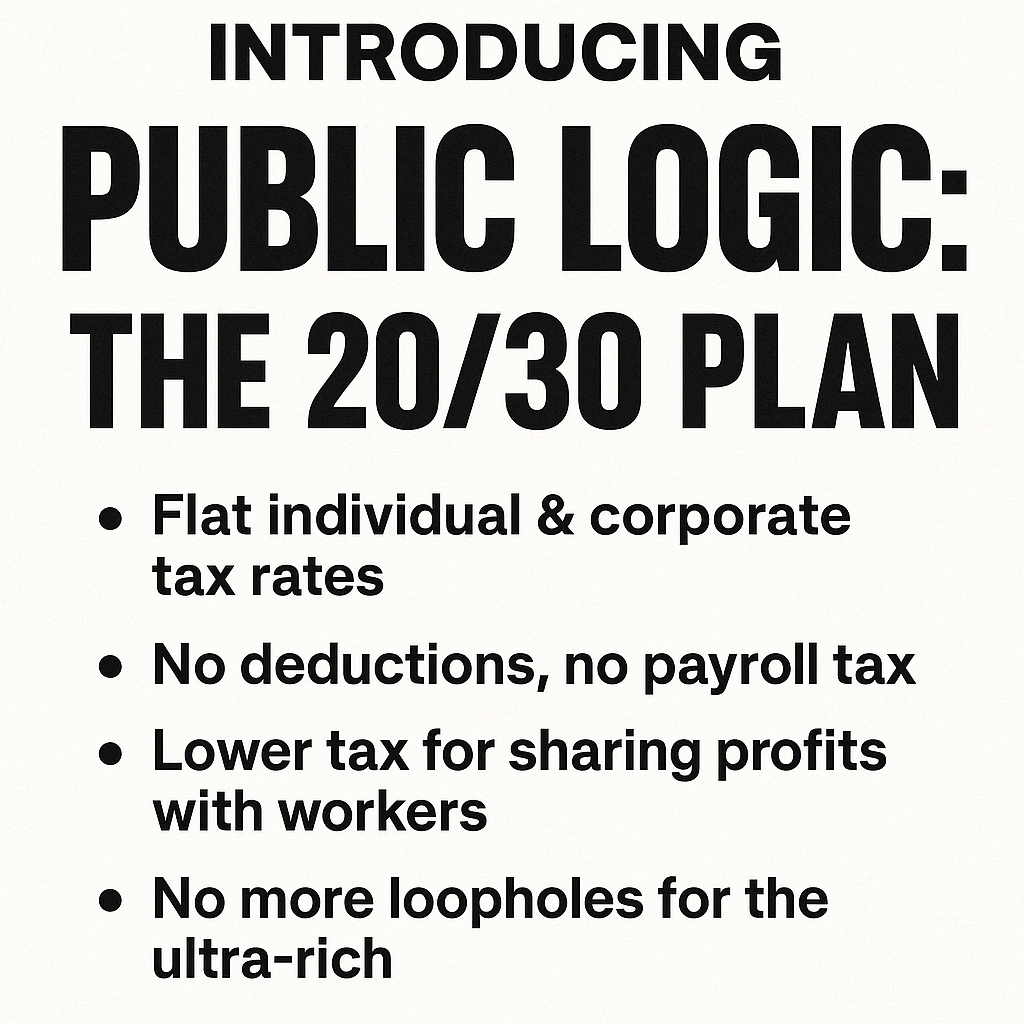 INTRODUCING
PUBLIC LOGIC:
THE 20/30 PLAN
• Flat individual & corporate
tax rates
• No deductions, no payroll tax
• Lower tax for sharing profits
with workers
• No more loopholes for the
ultra-rich